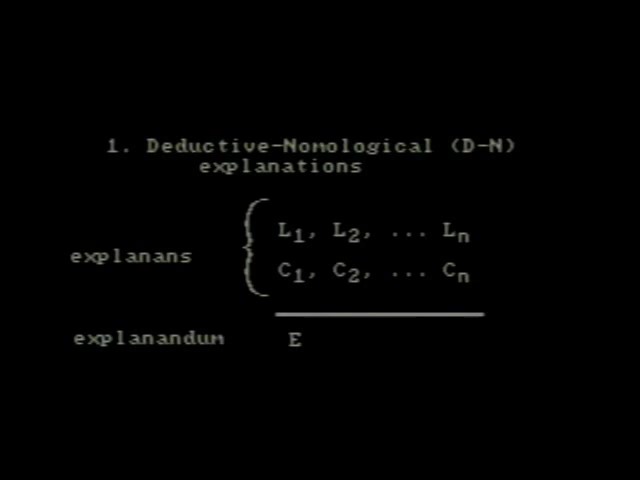 1. Deductive-Nomological (D-N)
explanations
L1, L2, ... Ln
explanans
C1, C2, ... Cn
explanandum E